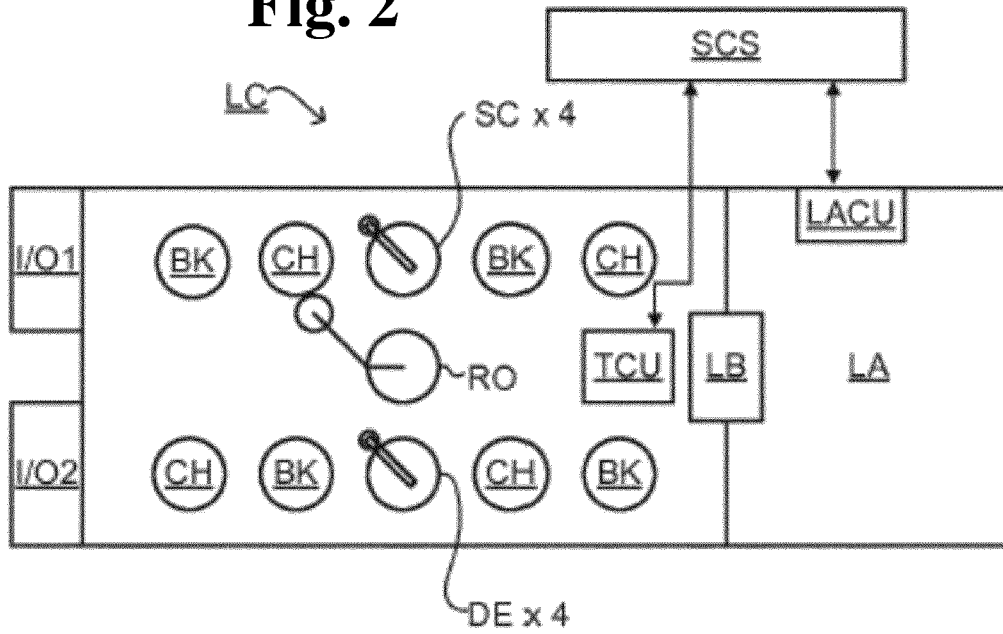 Fig. 2
SCS
LC
SC x 4
LACU
I/O1
BK
CH
BK
CH
RO
TCU
LB
LA
I/O2
CH
BK
CH
BK
DE x 4